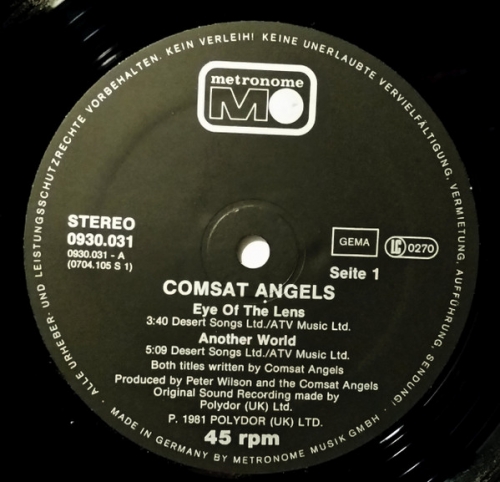 ALLE URHEBER- UND LEISTUNGSSCHUTZRECHTE VORBEHALTEN. KEIN VERLEIH! KEINE UNERLAUBTE VERVIELFÄLTIGUNG, VERMIETUNG, AUFFÜHRUNG, SENDUNG!
metronome
M
STEREO
0930.031
0930.031 - A
(0704.105 S 1)
GEMA
LC 0270
Seite 1
COMSAT ANGELS
Eye Of The Lens
3:40 Desert Songs Ltd./ATV Music Ltd.
Another World
5:09 Desert Songs Ltd./ATV Music Ltd.
Both titles written by Comsat Angels
Produced by Peter Wilson and the Comsat Angels
Original Sound Recording made by
Polydor (UK) Ltd.
P. 1981 POLYDOR (UK) LTD.
45 rpm
· MADE IN GERMANY BY METRONOME MUSIK GMBH ·